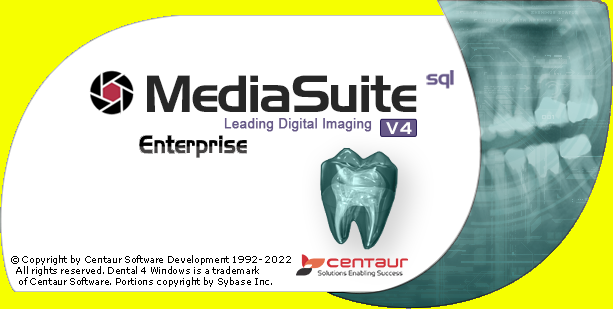 MediaSuite sql
Leading Digital Imaging V4
Enterprise
© Copyright by Centaur Software Development 1992-2022
All rights reserved. Dental 4 Windows is a trademark
of Centaur Software. Portions copyright by Sybase Inc.
centaur
Solutions Enabling Success